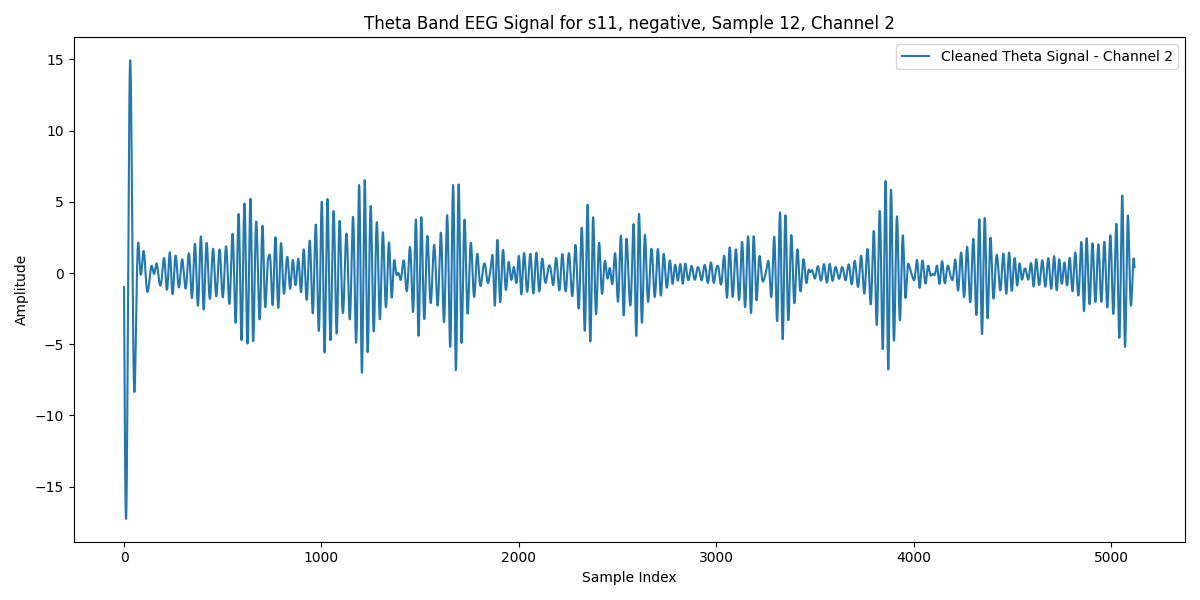 Theta Band EEG Signal for s11, negative, Sample 12, Channel 2
Cleaned Theta Signal - Channel 2
Amplitude
15
10
5
0
−5
−10
−15
0 1000 2000 3000 4000 5000
Sample Index